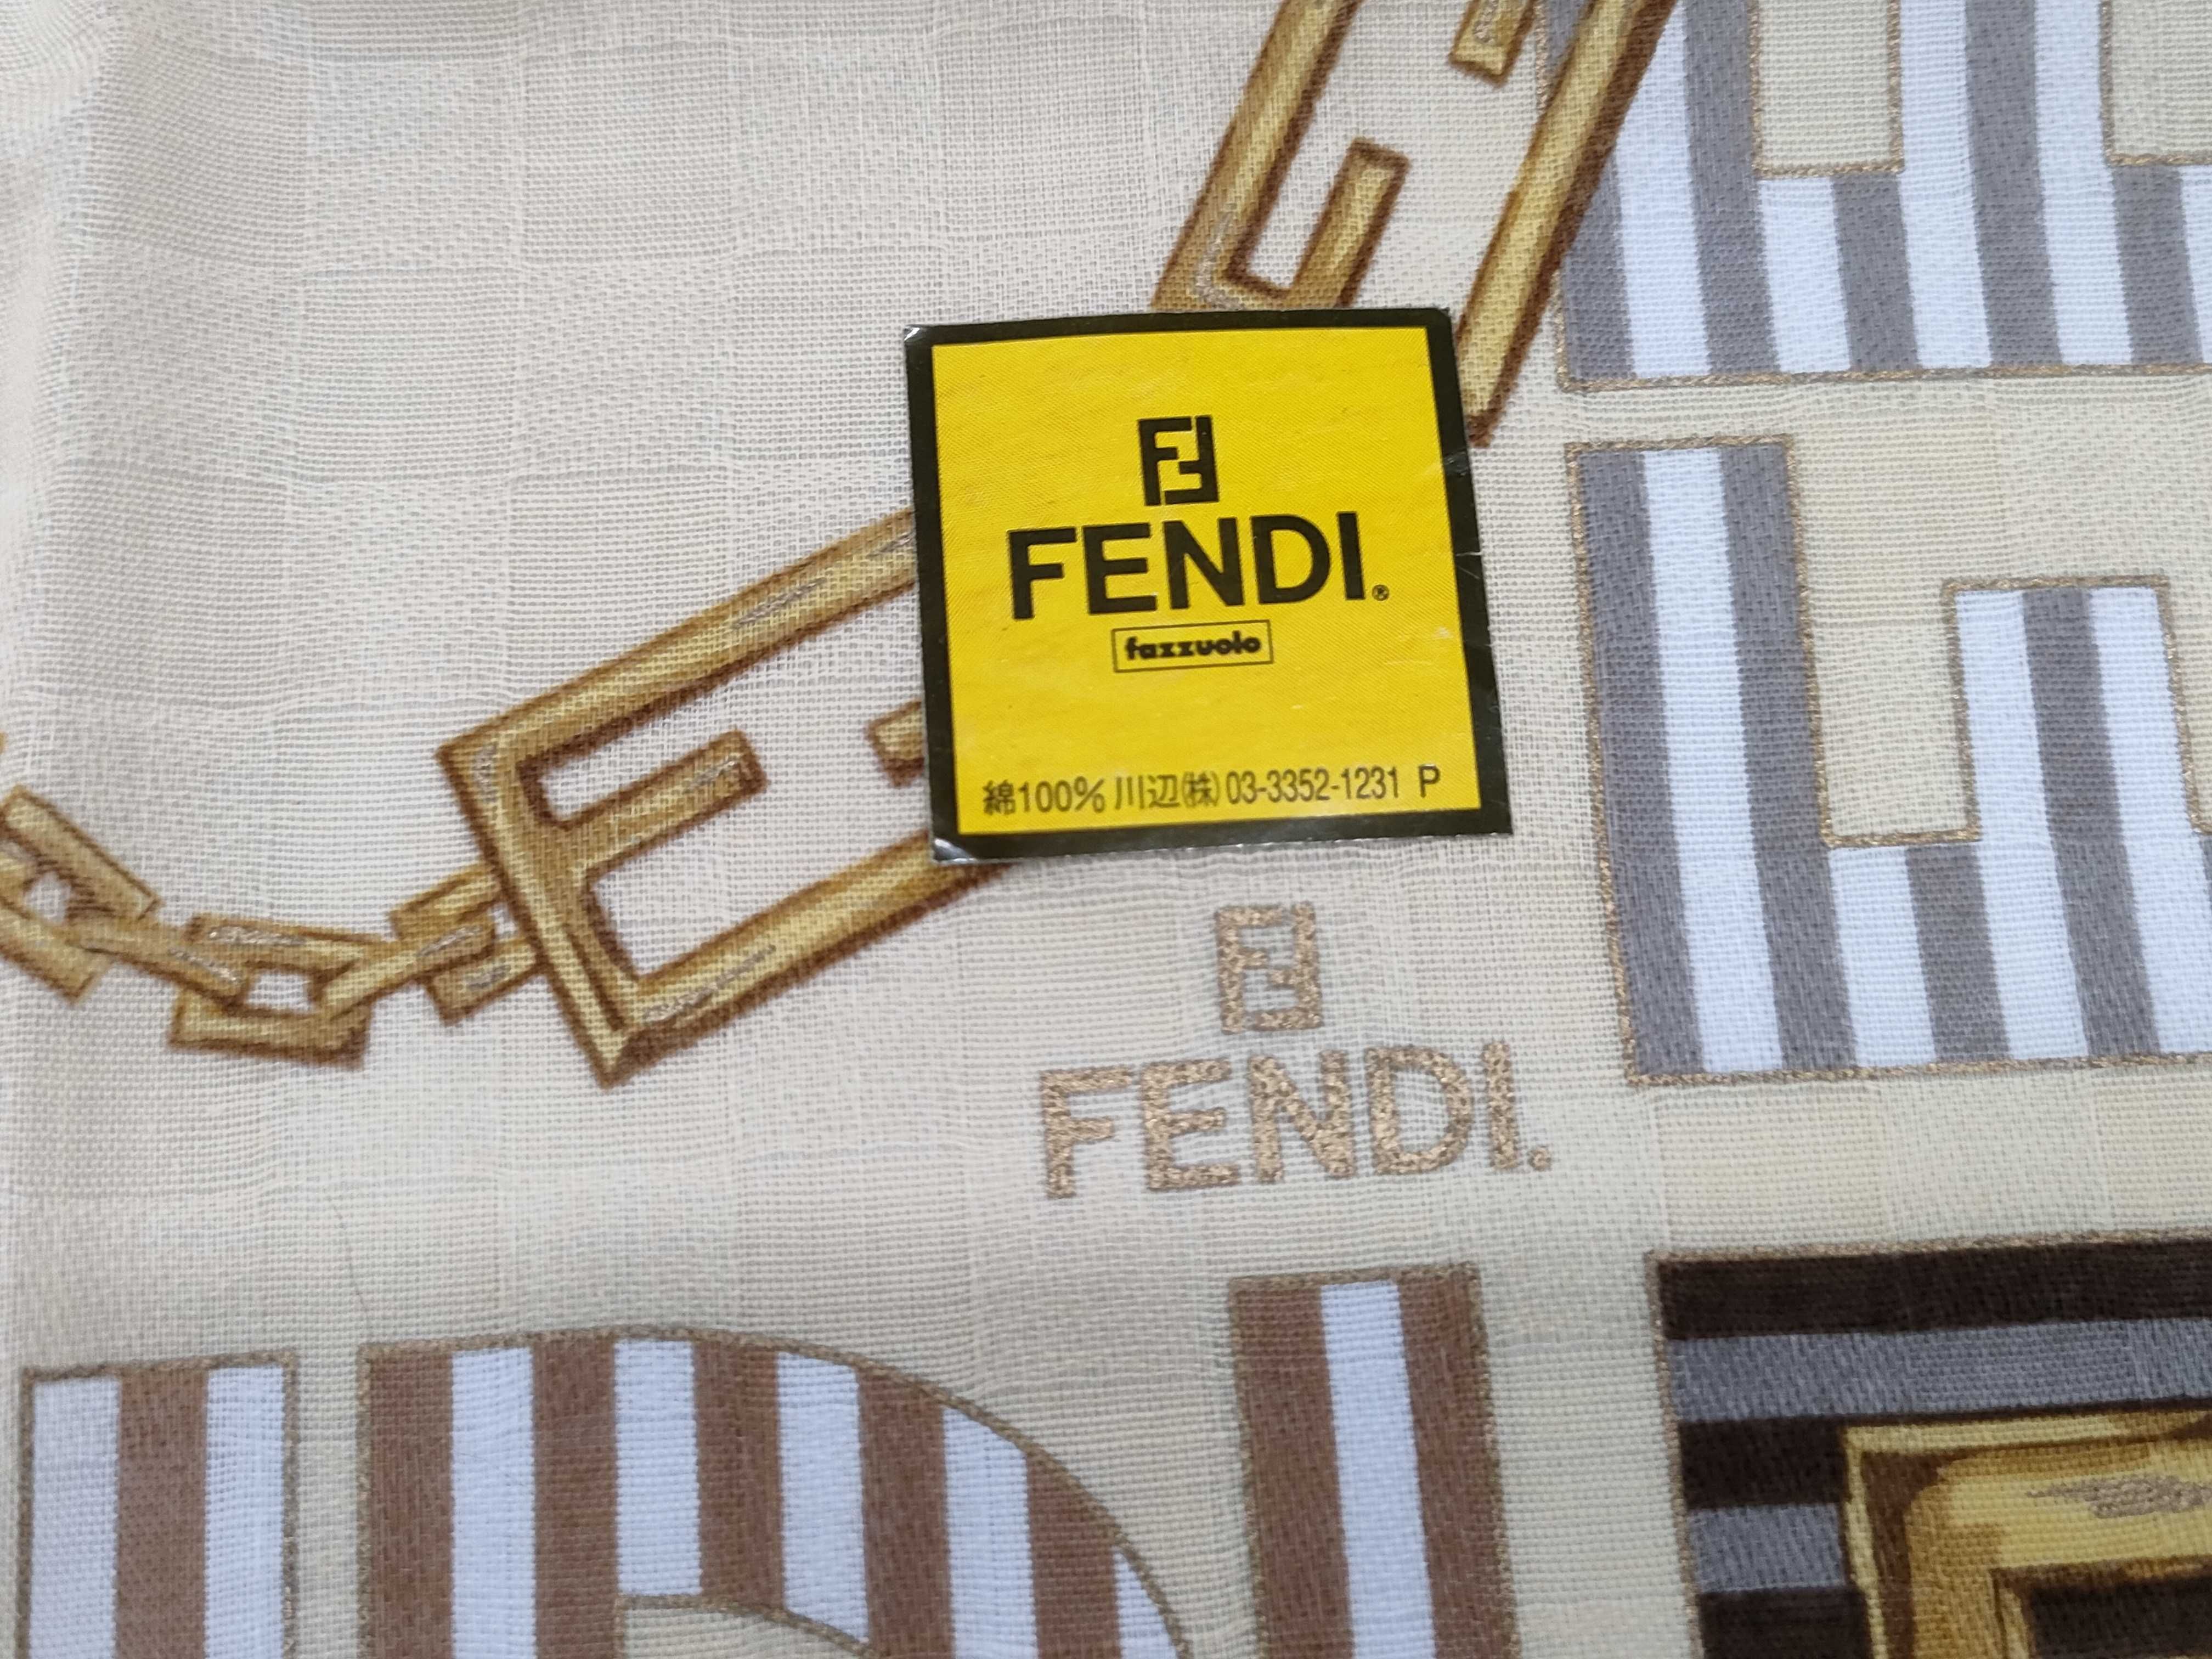 FENDI.®
fazzuolo
綿100% 川辺㈱ 03-3352-1231 P
FENDI.